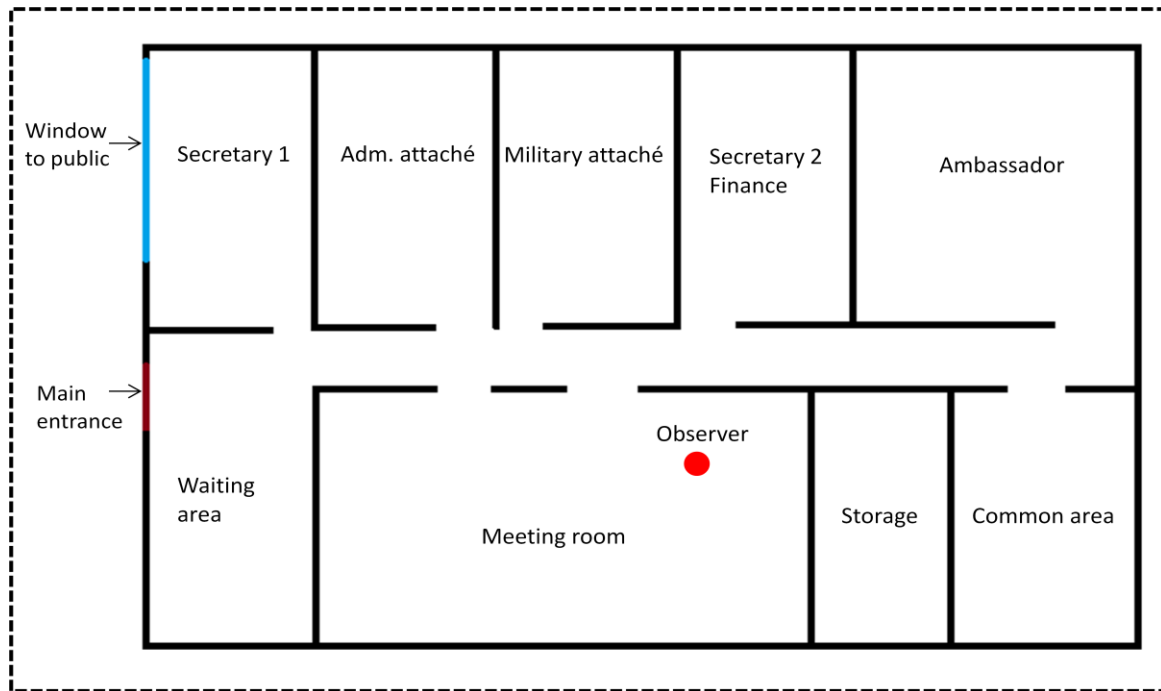 Window
to public
Secretary 1
Adm. attaché
Military attaché
Secretary 2
Finance
Ambassador
Main
entrance
Observer
Waiting
area
Meeting room
Storage
Common area